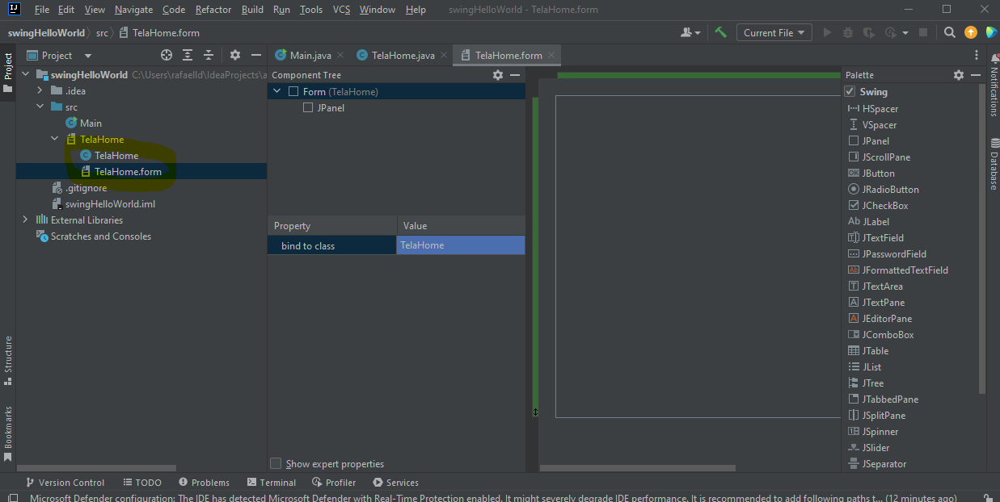 IJ File Edit View Navigate Code Refactor Build Run Tools VCS Window Help swingHelloWorld - TelaHome.form
swingHelloWorld src TelaHome.form Current File
Project Project Main.java TelaHome.java TelaHome.form Notifications
swingHelloWorld C:\Users\rafaelld\IdeaProjects\a
.idea
src
Main
TelaHome
TelaHome
TelaHome.form
.gitignore
swingHelloWorld.iml
External Libraries
Scratches and Consoles
Structure
Bookmarks
Component Tree
Form (TelaHome)
JPanel
Property Value
bind to class TelaHome
Show expert properties
Palette
Swing
HSpacer
VSpacer
JPanel
JScrollPane
OK JButton
JRadioButton
JCheckBox
Ab JLabel
JTextField
JPasswordField
Ab JFormattedTextField
T JTextArea
A JTextPane
A JEditorPane
JComboBox
JTable
JList
JTree
JTabbedPane
JSplitPane
JSpinner
JSlider
JSeparator
Database
Version Control TODO Problems Terminal Profiler Services
Microsoft Defender configuration: The IDE has detected Microsoft Defender with Real-Time Protection enabled. It might severely degrade IDE performance. It is recommended to add following paths t... (12 minutes ago)